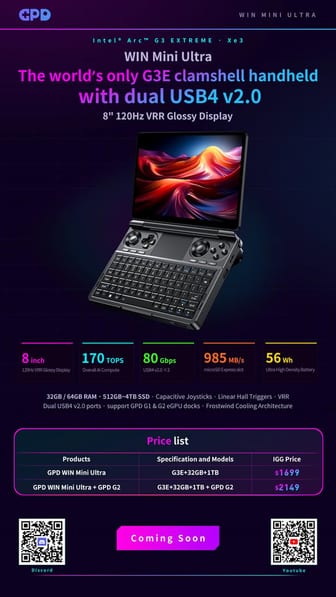 GPD
WIN MINI ULTRA
Intel® Arc™ G3 EXTREME · Xe3
WIN Mini Ultra
The world's only G3E clamshell handheld
with dual USB4 v2.0
8" 120Hz VRR Glossy Display
8 inch
120Hz VRR Glossy Display
170 TOPS
Overall AI Compute
80 Gbps
USB4 v2.0 ×2
985 MB/s
microSD Express slot
56 Wh
Ultra High Density Battery
32GB / 64GB RAM · 512GB~4TB SSD · Capacitive Joysticks · Linear Hall Triggers · VRR
Dual USB4 v2.0 ports · support GPD G1 & G2 eGPU docks · Frostwind Cooling Architecture
Price list
Products Specification and Models IGG Price
GPD WIN Mini Ultra G3E+32GB+1TB $1699
GPD WIN Mini Ultra + GPD G2 G3E+32GB+1TB + GPD G2 $2149
Coming Soon
Discord
Youtube